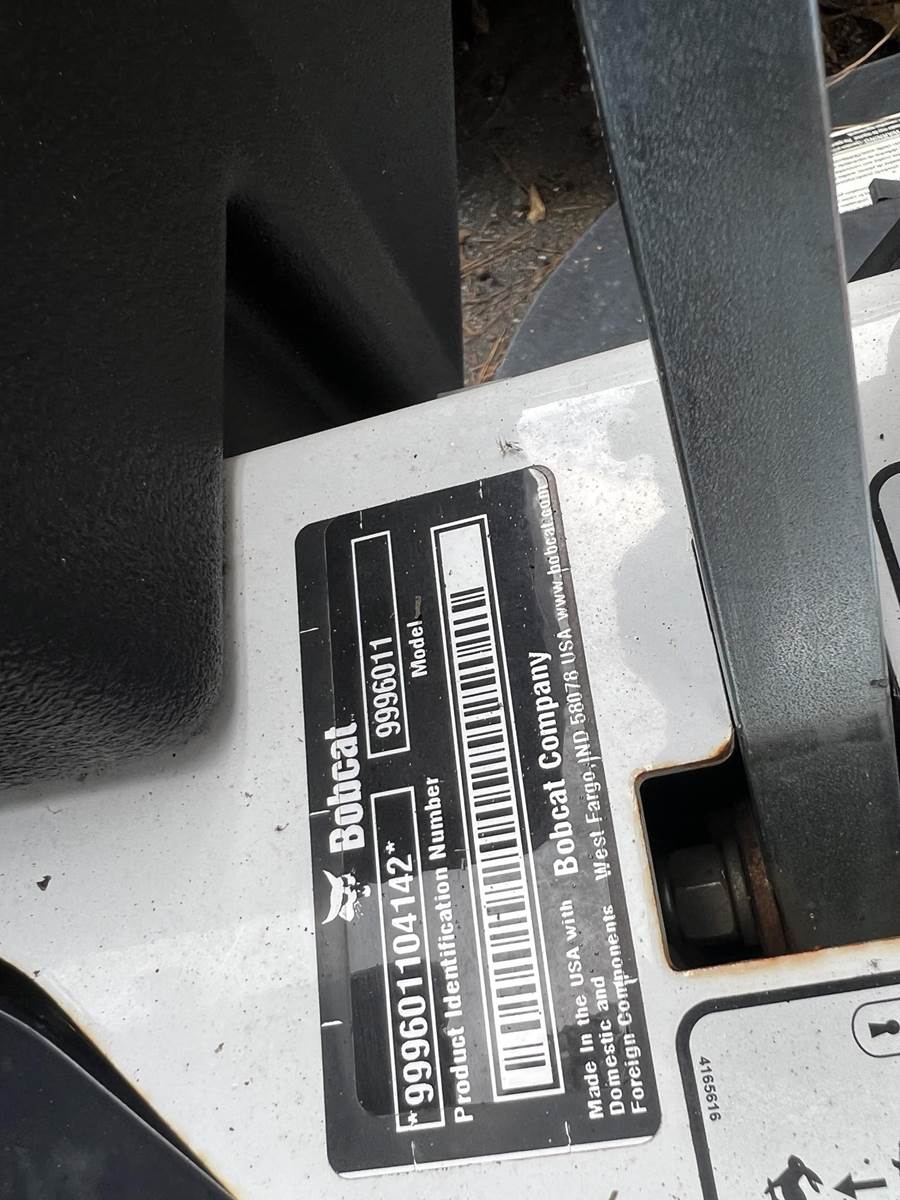 Bobcat
*999601104142* 9996011
Product Identification Number Model
Made In the USA with
Domestic and
Foreign Components
Bobcat Company
West Fargo, ND 58078 USA www.bobcat.com
4165616